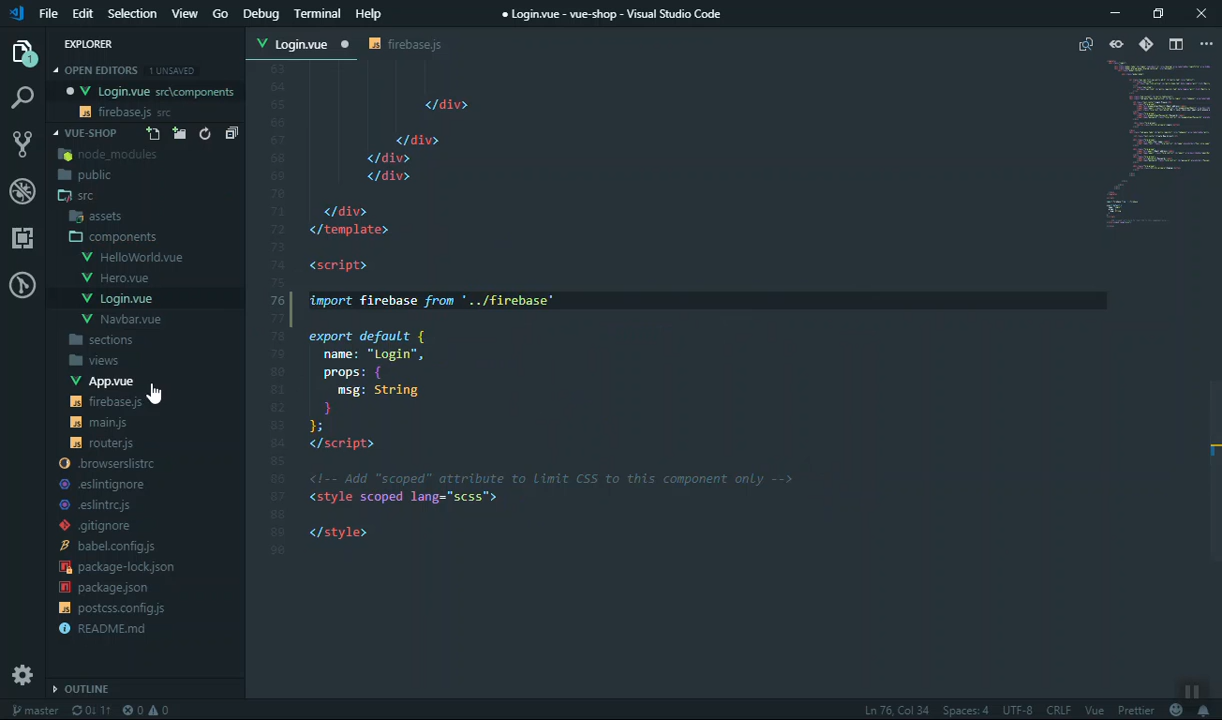 File Edit Selection View Go Debug Terminal Help
● Login.vue - vue-shop - Visual Studio Code
EXPLORER
OPEN EDITORS 1 UNSAVED
Login.vue src\components
firebase.js src
VUE-SHOP
node_modules
public
src
assets
components
HelloWorld.vue
Hero.vue
Login.vue
Navbar.vue
sections
views
App.vue
firebase.js
main.js
router.js
.browserslistrc
.eslintignore
.eslintrc.js
.gitignore
babel.config.js
package-lock.json
package.json
postcss.config.js
README.md
OUTLINE
1
Login.vue
firebase.js
63
64
65 </div>
66
67 </div>
68 </div>
69 </div>
70
71 </div>
72 </template>
73
74 <script>
75
76 import firebase from '../firebase'
77
78 export default {
79 name: "Login",
80 props: {
81 msg: String
82 }
83 };
84 </script>
85
86 <!-- Add "scoped" attribute to limit CSS to this component only -->
87 <style scoped lang="scss">
88
89 </style>
90
master 0↓ 1↑ 0 0
Ln 76, Col 34 Spaces: 4 UTF-8 CRLF Vue Prettier